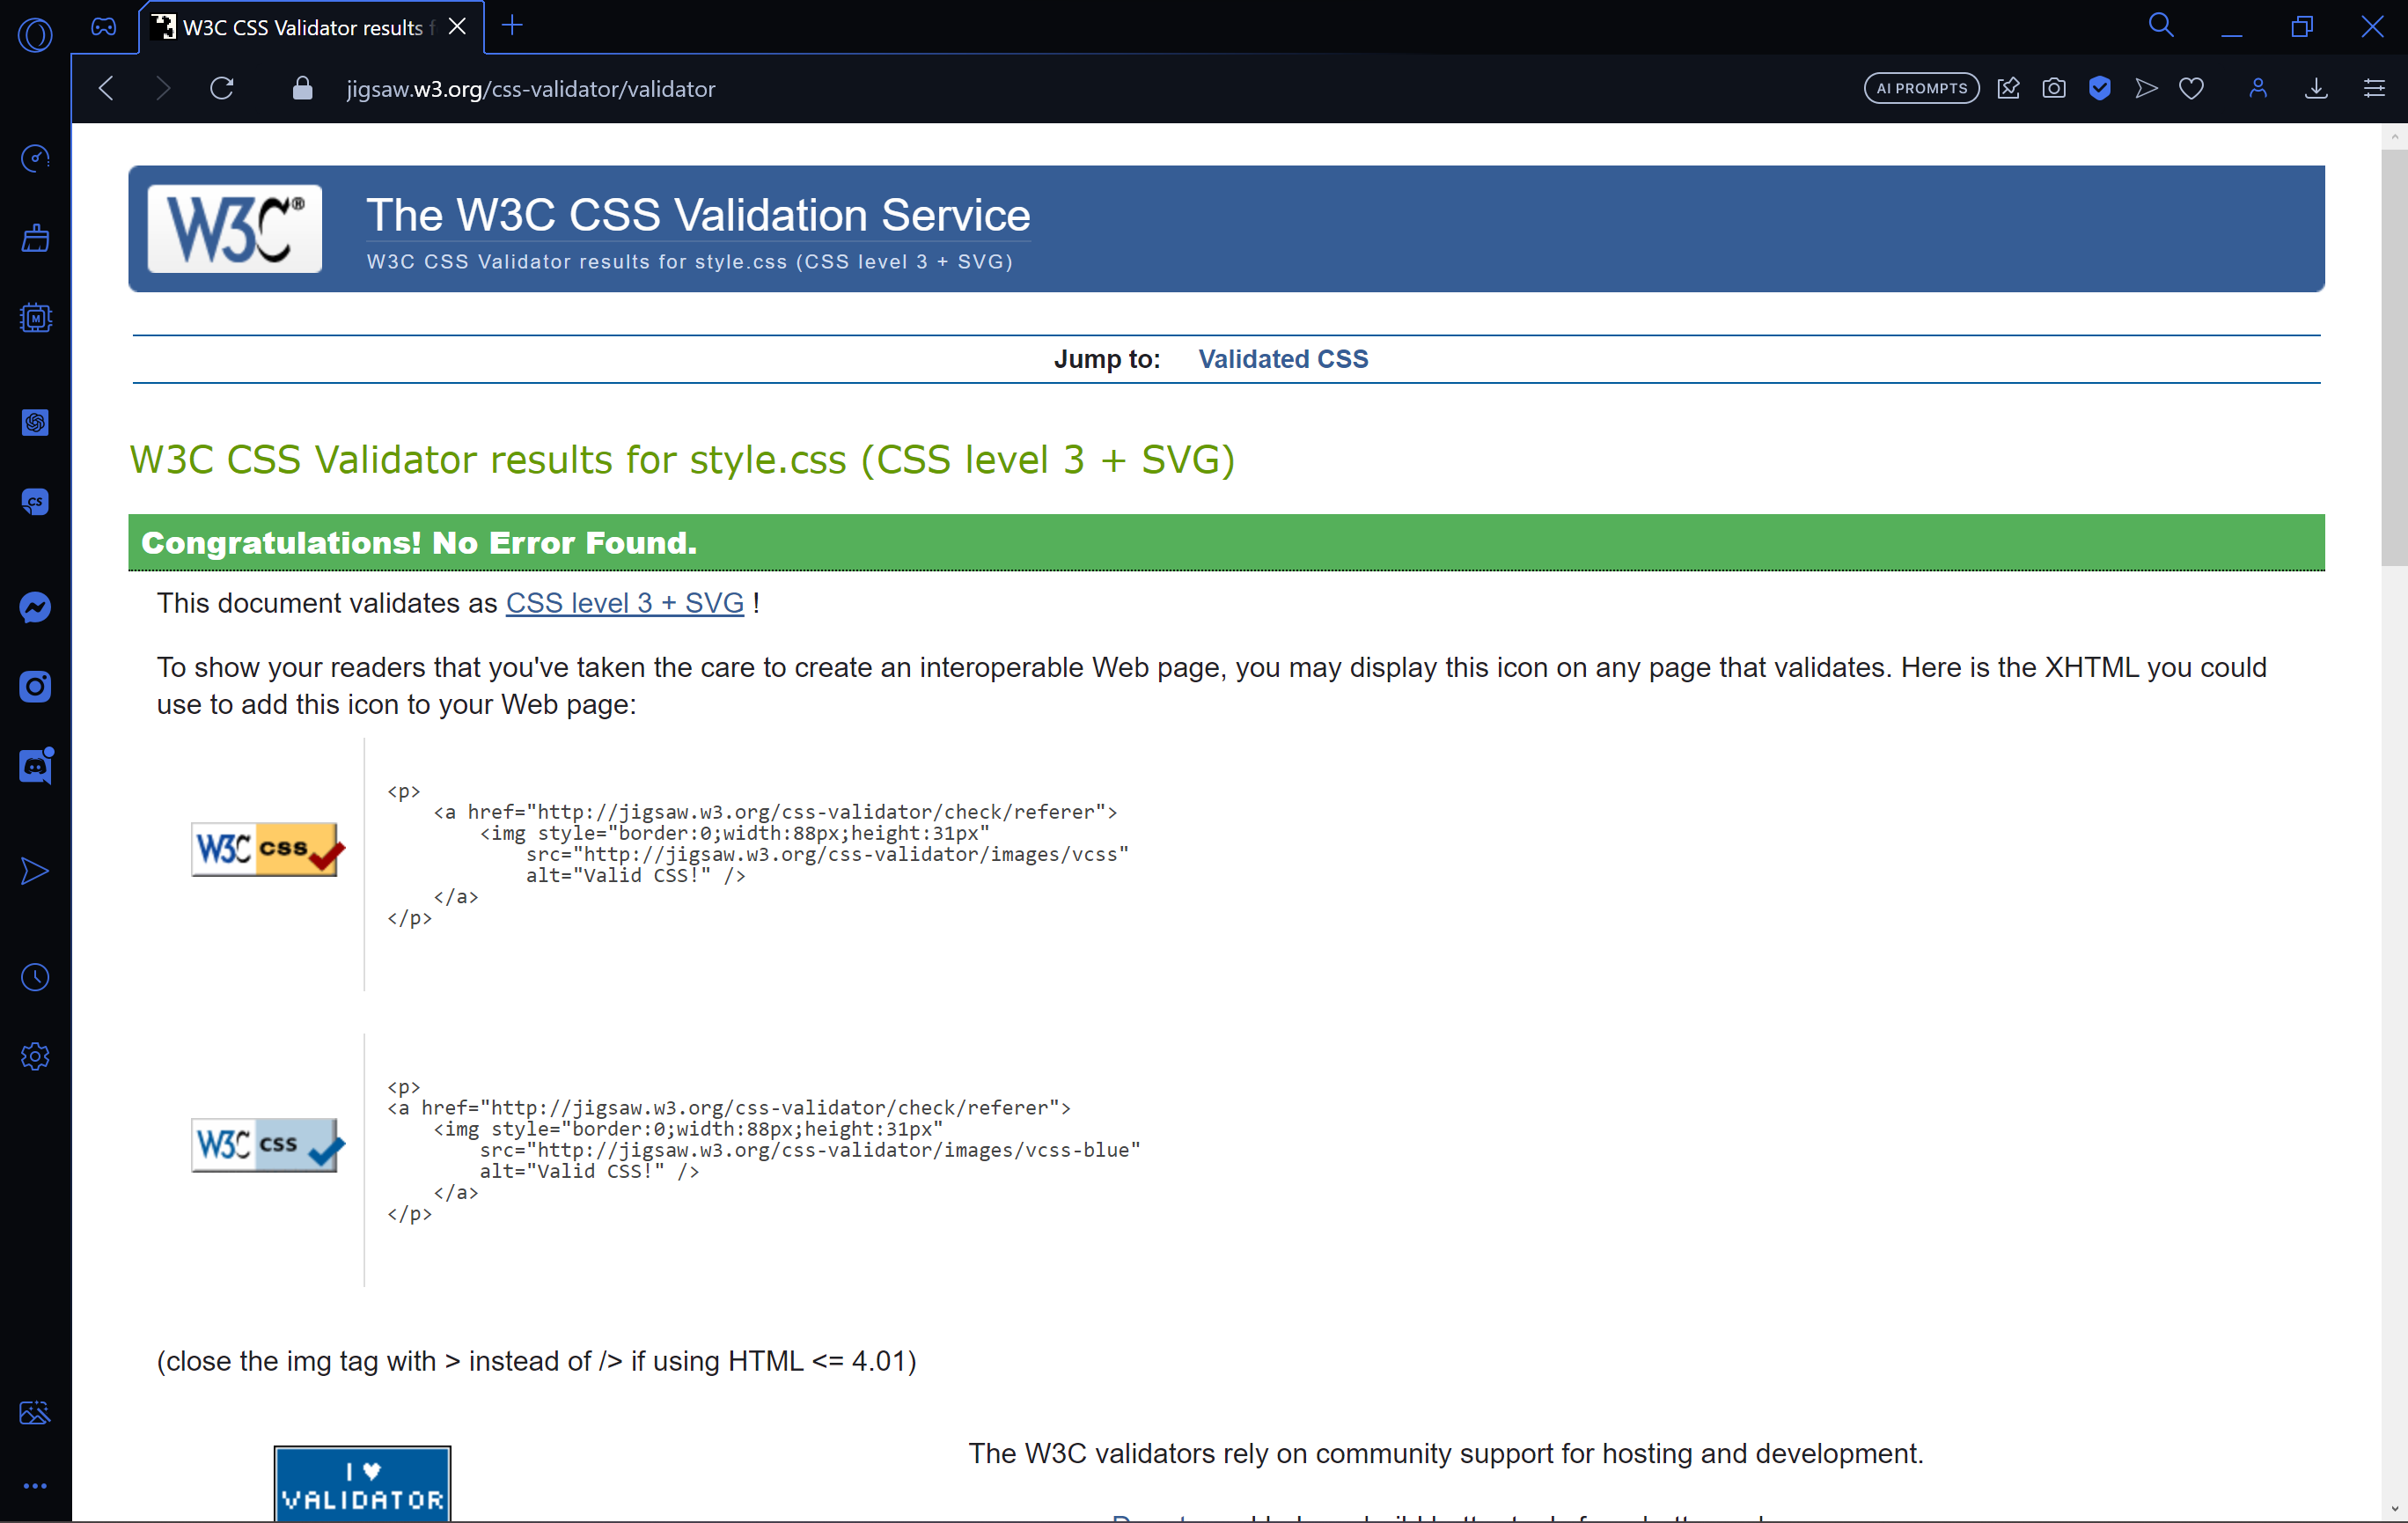 W3C CSS Validator results f
jigsaw.w3.org/css-validator/validator
AI PROMPTS
W3C®
The W3C CSS Validation Service
W3C CSS Validator results for style.css (CSS level 3 + SVG)
Jump to: Validated CSS
W3C CSS Validator results for style.css (CSS level 3 + SVG)
Congratulations! No Error Found.
This document validates as CSS level 3 + SVG !
To show your readers that you've taken the care to create an interoperable Web page, you may display this icon on any page that validates. Here is the XHTML you could
use to add this icon to your Web page:
W3C css
<p>
<a href="http://jigsaw.w3.org/css-validator/check/referer">
<img style="border:0;width:88px;height:31px"
src="http://jigsaw.w3.org/css-validator/images/vcss"
alt="Valid CSS!" />
</a>
</p>
W3C css
<p>
<a href="http://jigsaw.w3.org/css-validator/check/referer">
<img style="border:0;width:88px;height:31px"
src="http://jigsaw.w3.org/css-validator/images/vcss-blue"
alt="Valid CSS!" />
</a>
</p>
(close the img tag with > instead of /> if using HTML <= 4.01)
I ♥
VALIDATOR
The W3C validators rely on community support for hosting and development.
M
CS